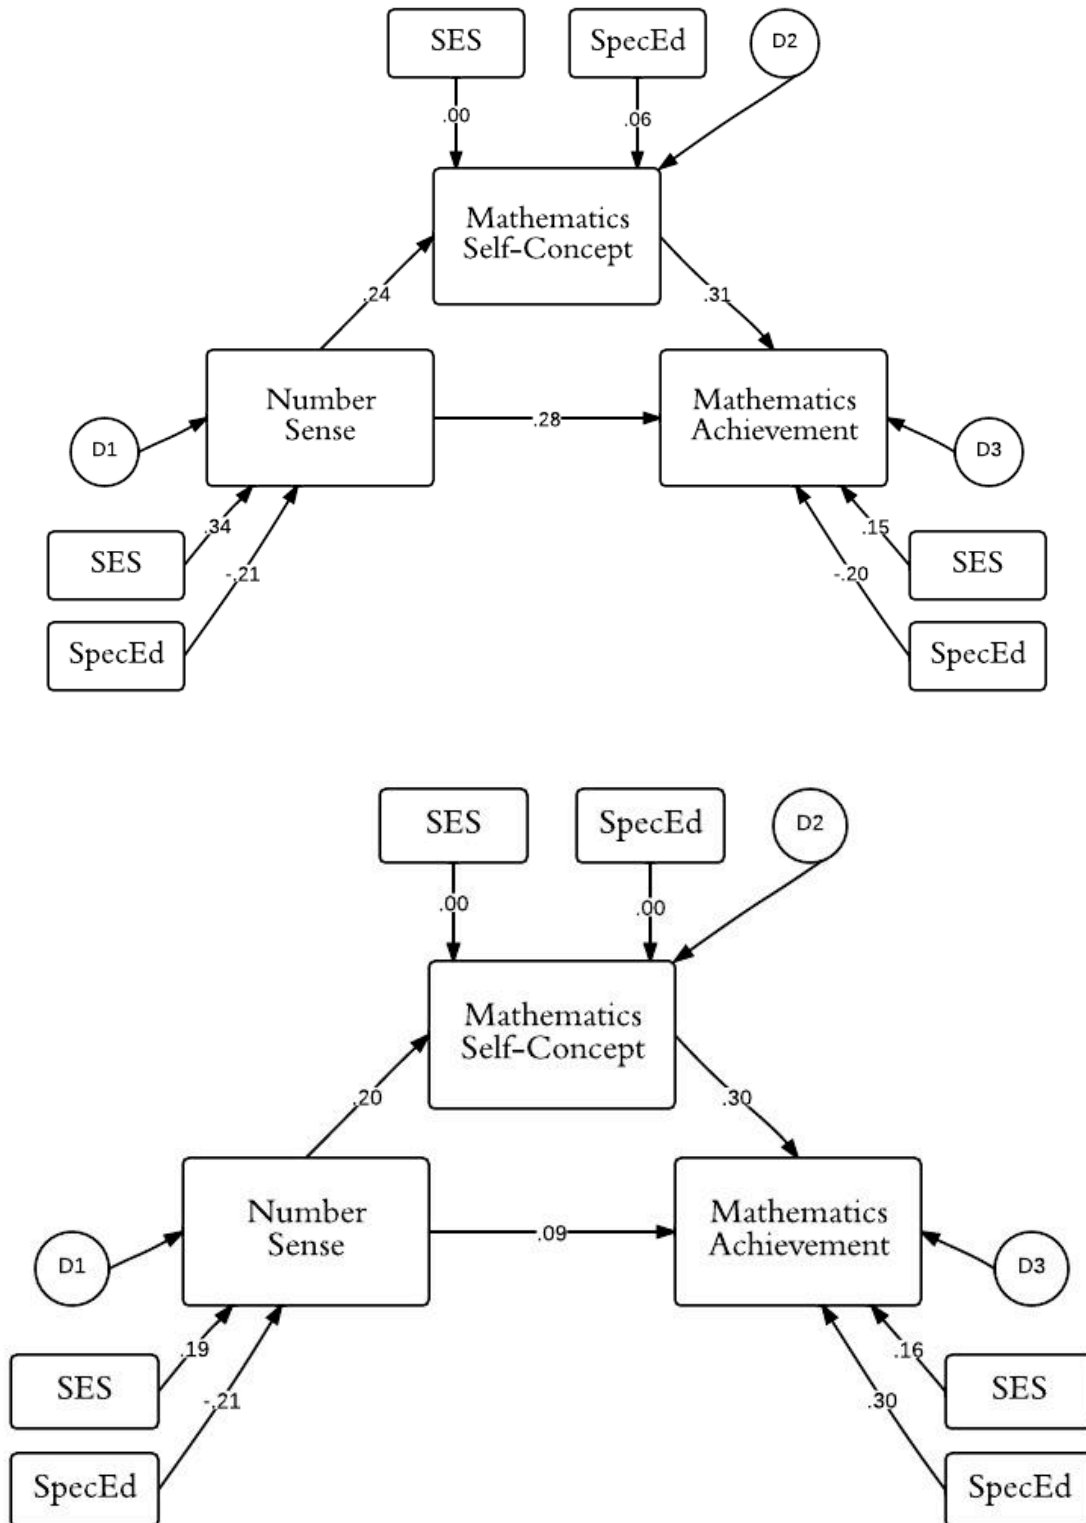 SES
SpecEd
D2
.00
.06
Mathematics
Self-Concept
.24
.31
Number
Sense
.28
Mathematics
Achievement
D1
D3
.34
.15
SES
-.21
-.20
SES
SpecEd
SpecEd
SES
SpecEd
D2
.00
.00
Mathematics
Self-Concept
.20
.30
Number
Sense
.09
Mathematics
Achievement
D1
D3
.19
.16
SES
-.21
.30
SES
SpecEd
SpecEd